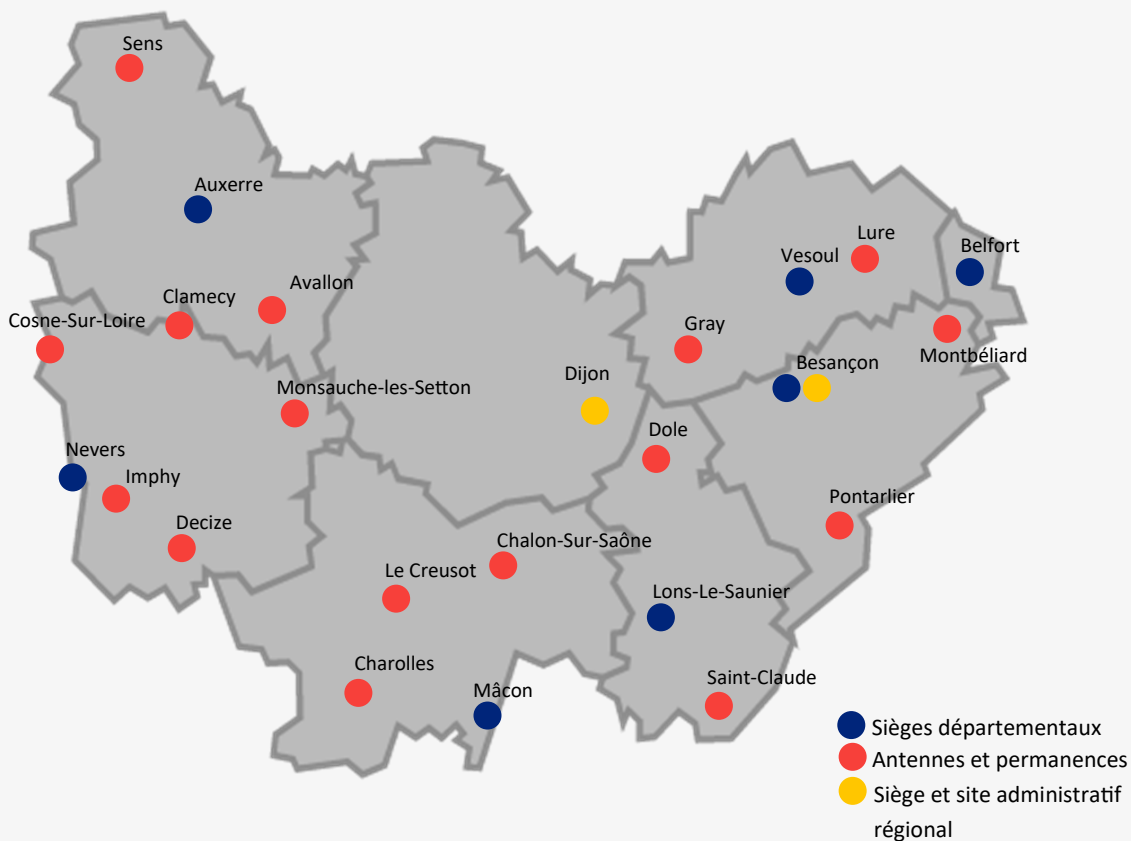 Sens
Auxerre
Lure
Belfort
Vesoul
Avallon
Clamecy
Cosne-Sur-Loire
Gray
Montbéliard
Besançon
Dijon
Monsauche-les-Setton
Dole
Nevers
Imphy
Pontarlier
Decize
Chalon-Sur-Saône
Le Creusot
Lons-Le-Saunier
Charolles
Saint-Claude
Mâcon
Sièges départementaux
Antennes et permanences
Siège et site administratif
régional